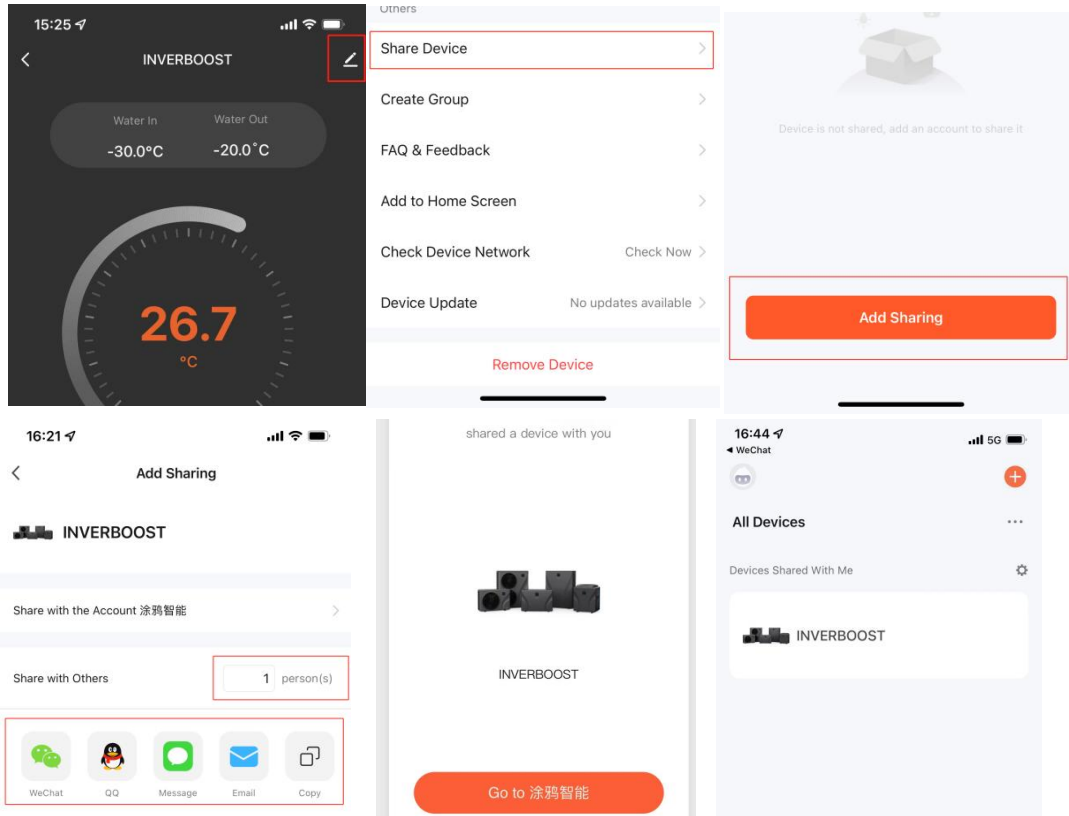 15:25
INVERBOOST
Water In
Water Out
-30.0°C
-20.0°C
26.7
°C
Others
Share Device
Create Group
FAQ & Feedback
Add to Home Screen
Check Device Network
Check Now
Device Update
No updates available
Remove Device
Device is not shared, add an account to share it
Add Sharing
16:21
Add Sharing
INVERBOOST
Share with the Account 涂鸦智能
Share with Others
1 person(s)
WeChat
QQ
Message
Email
Copy
shared a device with you
INVERBOOST
Go to 涂鸦智能
16:44
5G
WeChat
All Devices
Devices Shared With Me
INVERBOOST